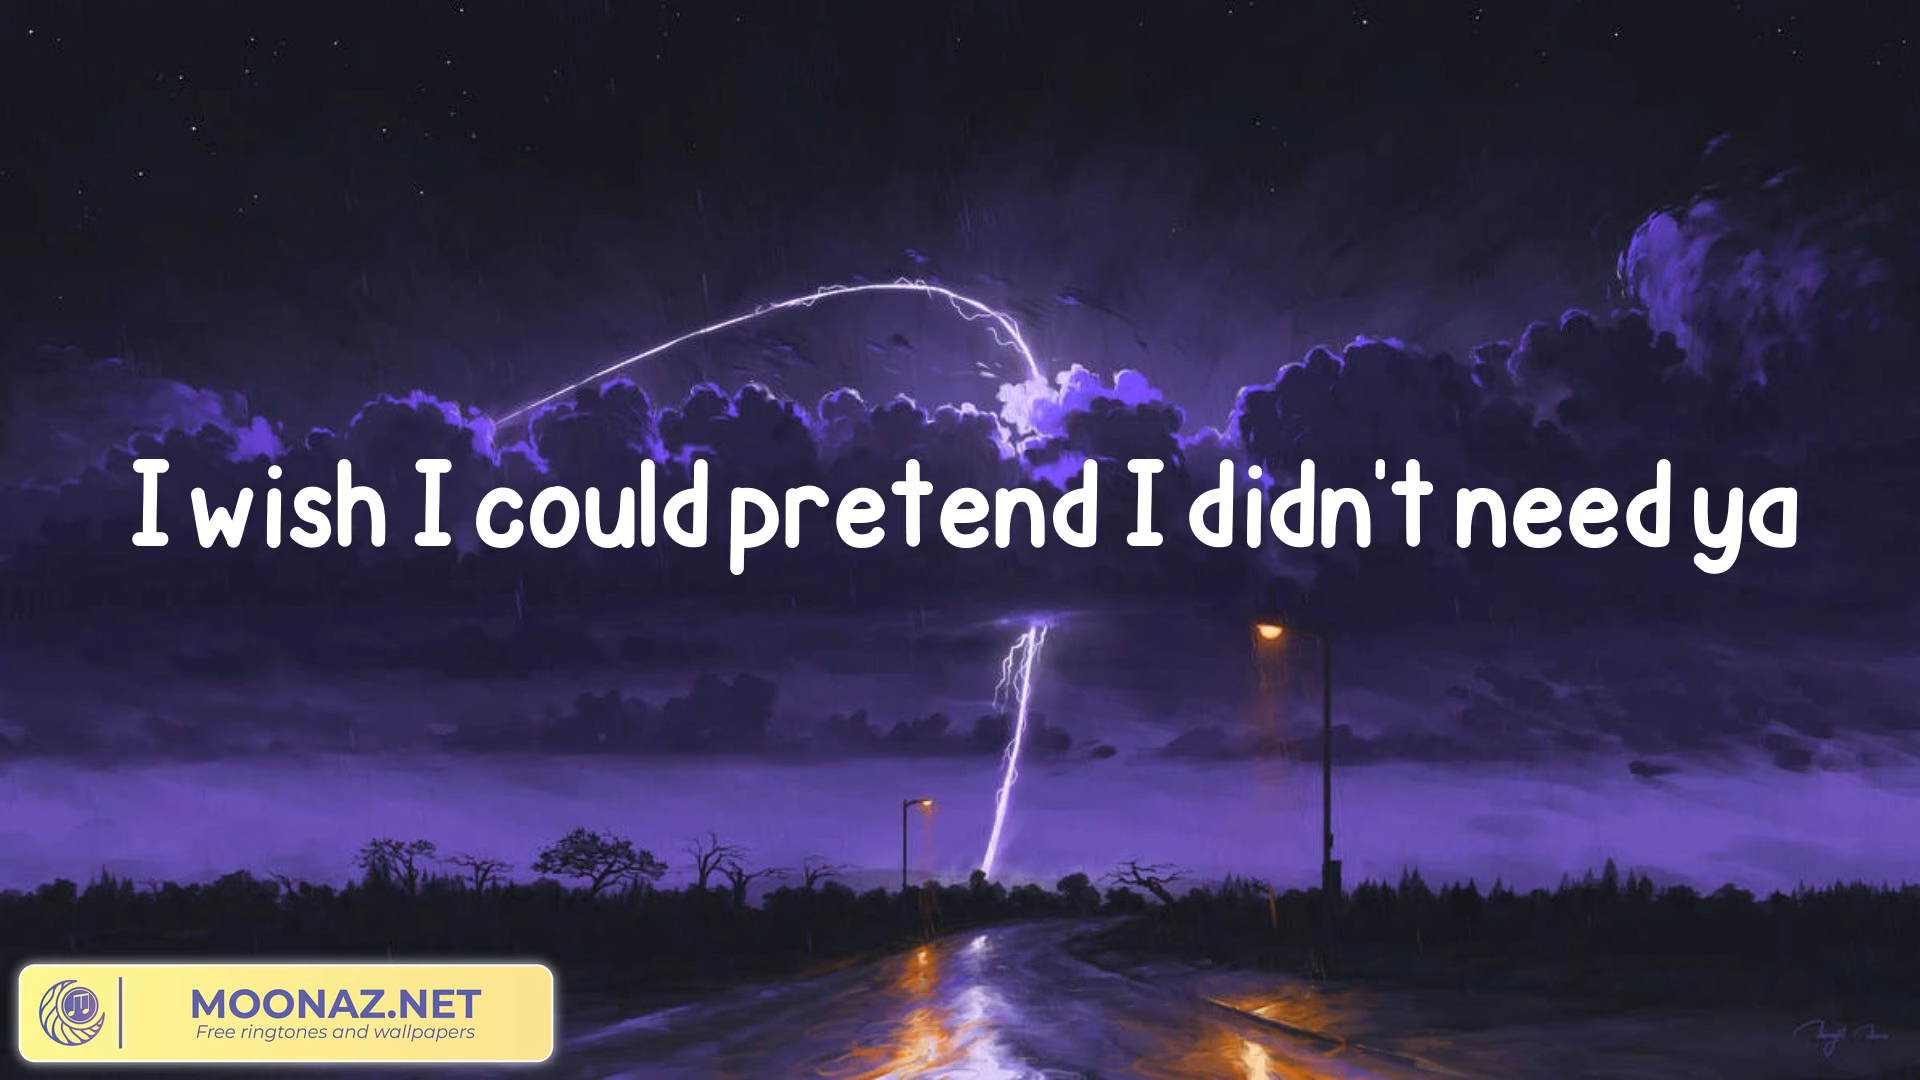 I wish I could pretend I didn't need ya
MOONAZ.NET
Free ringtones and wallpapers